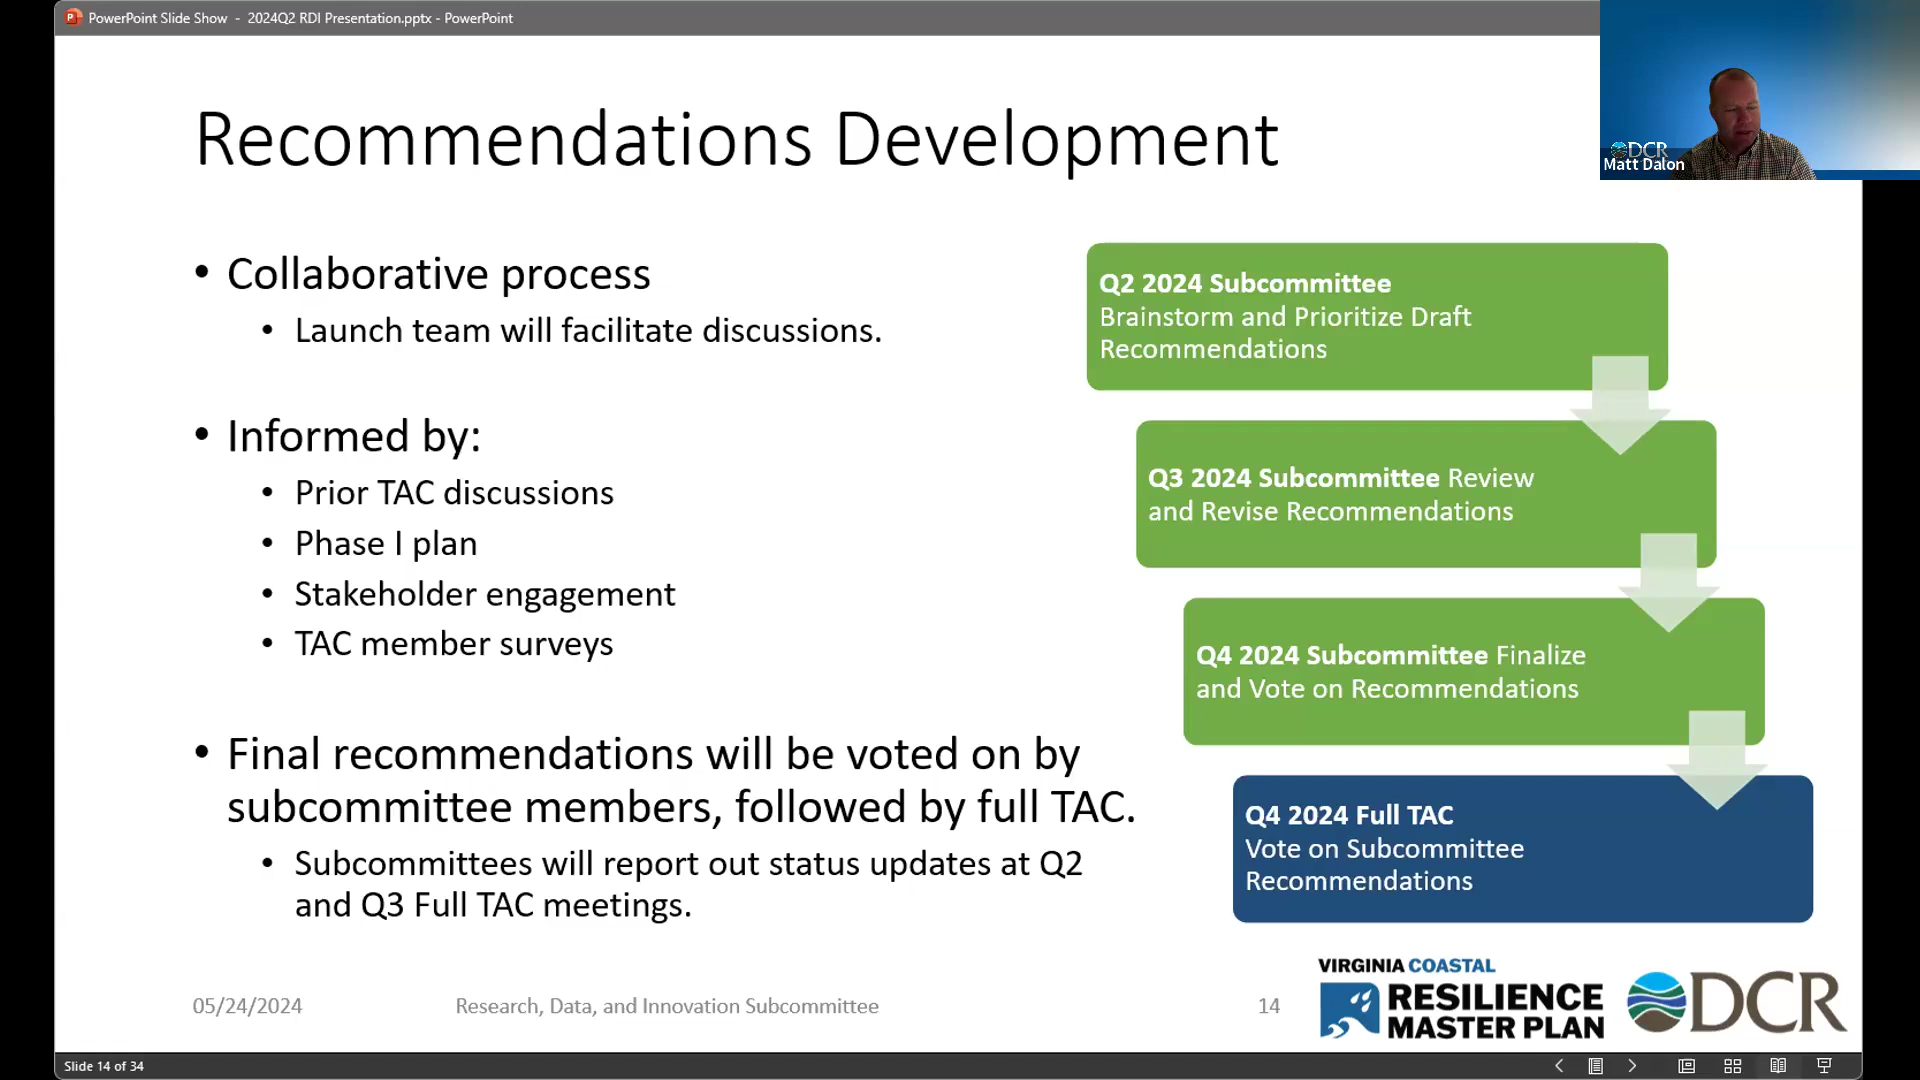 PowerPoint Slide Show - 2024Q2 RDI Presentation.pptx - PowerPoint
DCR
Matt Dalon
Recommendations Development
• Collaborative process
• Launch team will facilitate discussions.
• Informed by:
• Prior TAC discussions
• Phase I plan
• Stakeholder engagement
• TAC member surveys
• Final recommendations will be voted on by
subcommittee members, followed by full TAC.
• Subcommittees will report out status updates at Q2
and Q3 Full TAC meetings.
Q2 2024 Subcommittee
Brainstorm and Prioritize Draft
Recommendations
Q3 2024 Subcommittee Review
and Revise Recommendations
Q4 2024 Subcommittee Finalize
and Vote on Recommendations
Q4 2024 Full TAC
Vote on Subcommittee
Recommendations
05/24/2024
Research, Data, and Innovation Subcommittee
14
VIRGINIA COASTAL
RESILIENCE
MASTER PLAN
DCR
Slide 14 of 34